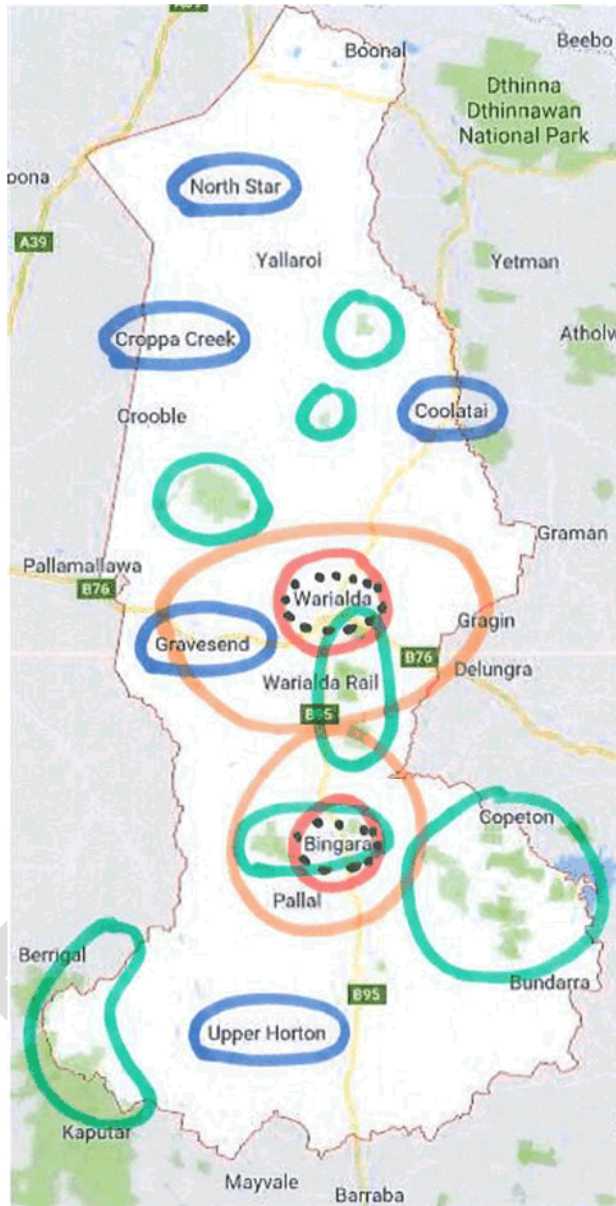 A39
Boonal
Beebo
Dthinna
Dthinnawan
National Park
oona
North Star
A39
Yallaroi
Yetman
Croppa Creek
Atholw
Crooble
Coolatai
Graman
Pallamallawa
B76
Warialda
Gragin
Gravesend
B76
Delungra
Warialda Rail
B95
Copeton
Bingara
Pallal
Berrigal
Bundarra
B95
Upper Horton
Kaputar
Mayvale
Barraba